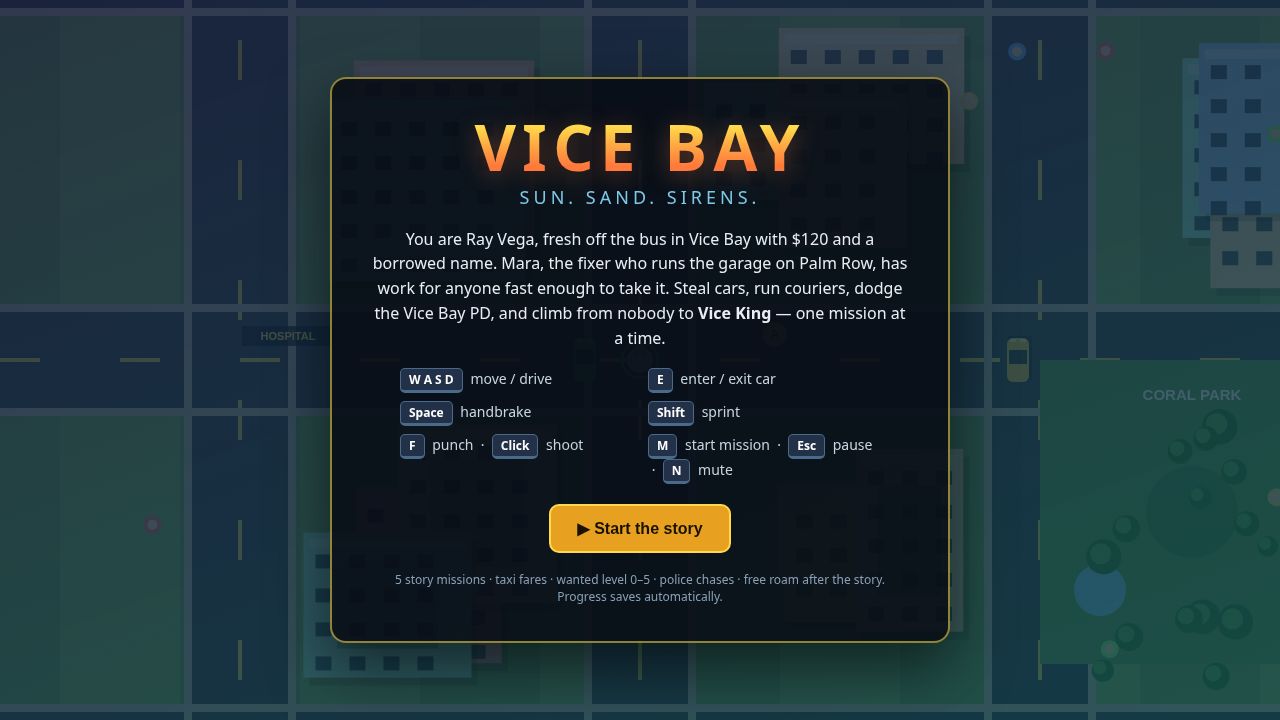 VICE BAY
SUN. SAND. SIRENS.
You are Ray Vega, fresh off the bus in Vice Bay with $120 and a
borrowed name. Mara, the fixer who runs the garage on Palm Row, has
work for anyone fast enough to take it. Steal cars, run couriers, dodge
the Vice Bay PD, and climb from nobody to Vice King — one mission at
a time.
HOSPITAL
CORAL PARK
W A S D move / drive
E enter / exit car
Space handbrake
Shift sprint
F punch · Click shoot
M start mission · Esc pause
· N mute
▶ Start the story
5 story missions · taxi fares · wanted level 0–5 · police chases · free roam after the story.
Progress saves automatically.